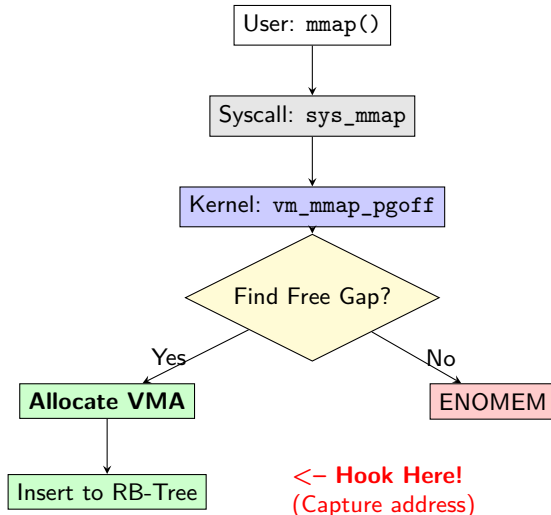 User: mmap()
Syscall: sys_mmap
Kernel: vm_mmap_pgoff
Find Free Gap?
Yes
No
Allocate VMA
ENOMEM
Insert to RB-Tree
<– Hook Here!
(Capture address)